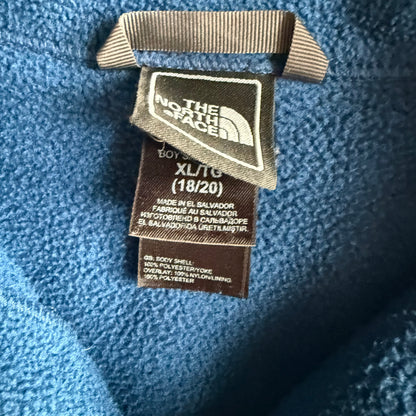 THE
NORTH
FACE
BOY'S
XL/TG
(18/20)
MADE IN EL SALVADOR
FABRIQUÉ AU SALVADOR
ИЗГОТОВЛЕНО В САЛЬВАДОРЕ
EL SALVADOR'DA ÜRETILMIŞTIR.
GB: BODY SHELL:
100% POLYESTER/YOKE
OVERLAY: 100% NYLON/LINING:
100% POLYESTER